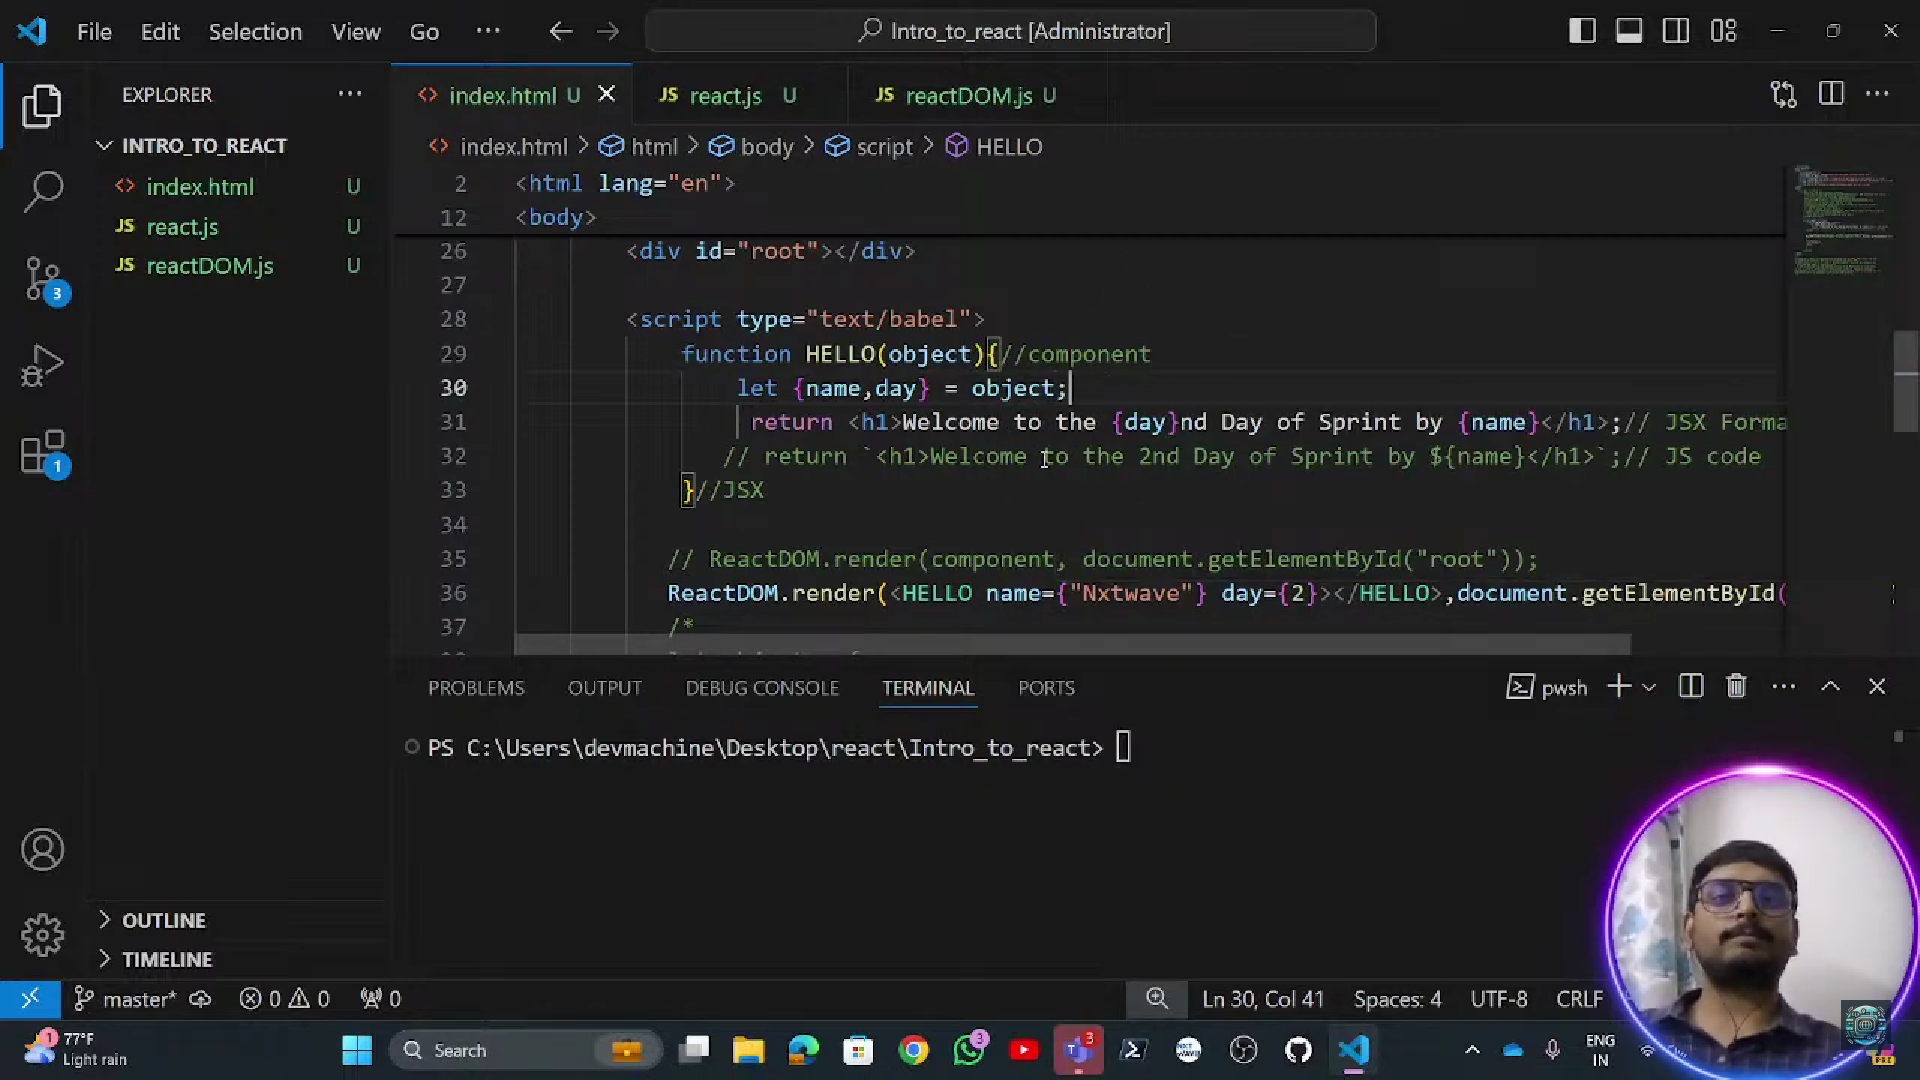 File Edit Selection View Go ··· Intro_to_react [Administrator]
EXPLORER ···
index.html U
JS react.js U
JS reactDOM.js U
INTRO_TO_REACT
index.html U
JS react.js U
JS reactDOM.js U
index.html > html > body > script > HELLO
2 <html lang="en">
12 <body>
26 <div id="root"></div>
27
28 <script type="text/babel">
29 function HELLO(object){//component
30 let {name,day} = object;
31 return <h1>Welcome to the {day}nd Day of Sprint by {name}</h1>;// JSX Forma
32 // return `<h1>Welcome to the 2nd Day of Sprint by ${name}</h1>`;// JS code
33 }//JSX
34
35 // ReactDOM.render(component, document.getElementById("root"));
36 ReactDOM.render(<HELLO name={"Nxtwave"} day={2}></HELLO>,document.getElementById(
37 /*
PROBLEMS OUTPUT DEBUG CONSOLE TERMINAL PORTS pwsh
PS C:\Users\devmachine\Desktop\react\Intro_to_react>
3
1
OUTLINE
TIMELINE
master* 0 0 0 Ln 30, Col 41 Spaces: 4 UTF-8 CRLF
1 77°F
Light rain
Search
3
3
ENG
IN